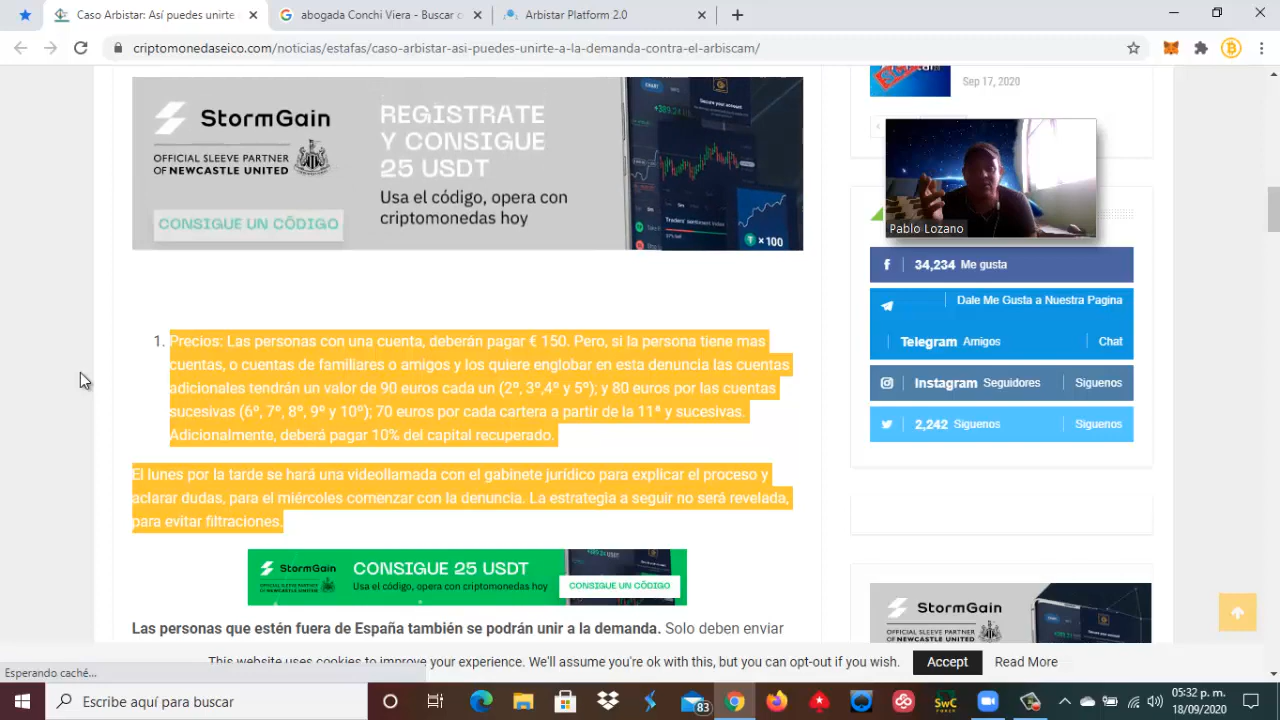 Caso Arbistar: Así puedes unirte
abogada Conchi Viera - Buscar c
Arbistar Platform 2.0
criptomonedaseico.com/noticias/estafas/caso-arbistar-asi-puedes-unirte-a-la-demanda-contra-el-arbiscam/
StormGain
OFFICIAL SLEEVE PARTNER
OF NEWCASTLE UNITED
CONSIGUE UN CÓDIGO
REGISTRATE
Y CONSIGUE
25 USDT
Usa el código, opera con
criptomonedas hoy
x100
Sep 17, 2020
Pablo Lozano
34,234 Me gusta
Dale Me Gusta a Nuestra Pagina
Telegram Amigos
Chat
Instagram Seguidores
Siguenos
2,242 Siguenos
Siguenos
1. Precios: Las personas con una cuenta, deberán pagar € 150. Pero, si la persona tiene mas
cuentas, o cuentas de familiares o amigos y los quiere englobar en esta denuncia las cuentas
adicionales tendrán un valor de 90 euros cada un (2º, 3º,4º y 5º); y 80 euros por las cuentas
sucesivas (6º, 7º, 8º, 9º y 10º); 70 euros por cada cartera a partir de la 11ª y sucesivas.
Adicionalmente, deberá pagar 10% del capital recuperado.
El lunes por la tarde se hará una videollamada con el gabinete jurídico para explicar el proceso y
aclarar dudas, para el miércoles comenzar con la denuncia. La estrategia a seguir no será revelada,
para evitar filtraciones.
StormGain
OFFICIAL SLEEVE PARTNER
OF NEWCASTLE UNITED
CONSIGUE 25 USDT
Usa el código, opera con criptomonedas hoy
CONSIGUE UN CÓDIGO
StormGain
OFFICIAL SLEEVE PARTNER
Las personas que estén fuera de España también se podrán unir a la demanda. Solo deben enviar
This website uses cookies to improve your experience. We'll assume you're ok with this, but you can opt-out if you wish.
Accept
Read More
Esperando caché...
Escribe aquí para buscar
83
SwC
05:32 p. m.
18/09/2020